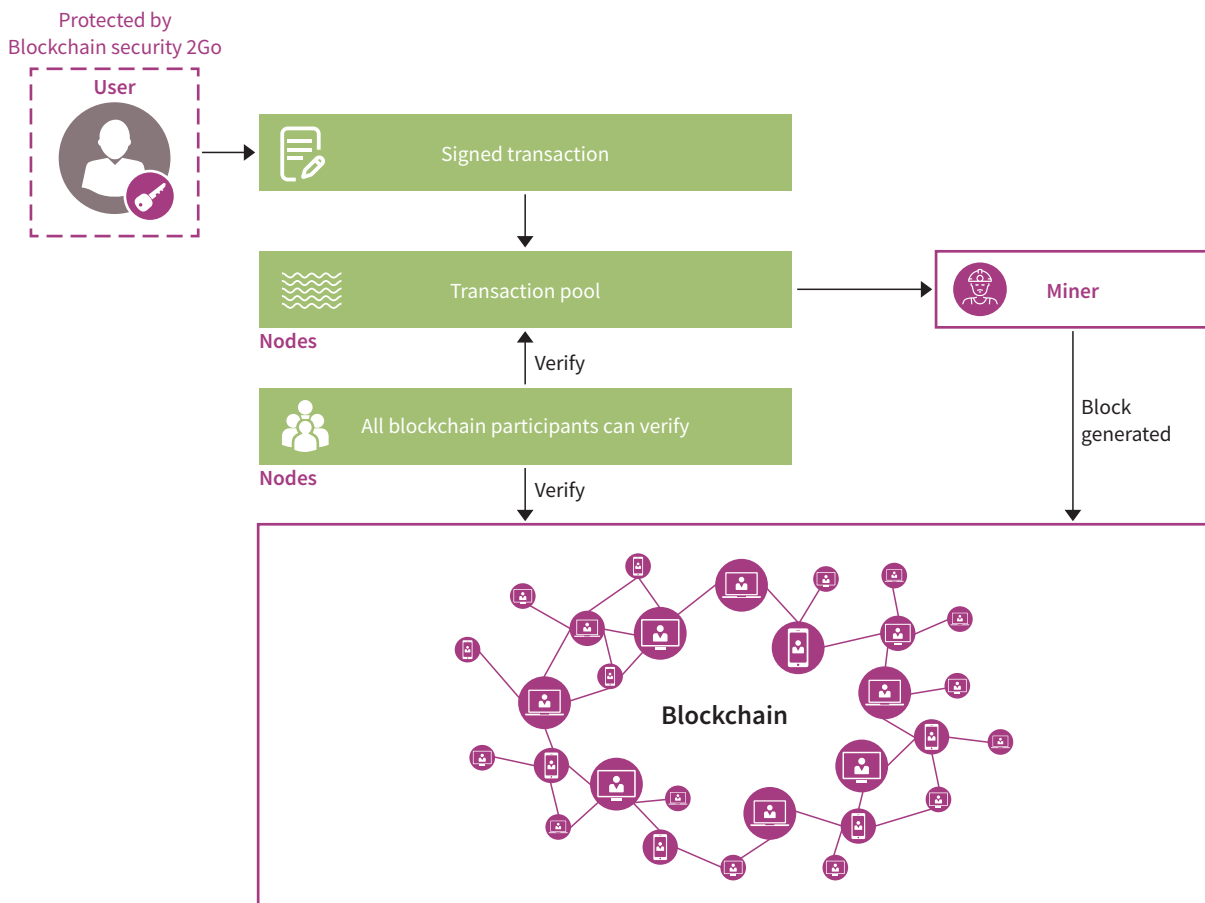 Protected by
Blockchain security 2Go
User
Signed transaction
Transaction pool
Miner
Nodes
Verify
All blockchain participants can verify
Block
generated
Nodes
Verify
Blockchain